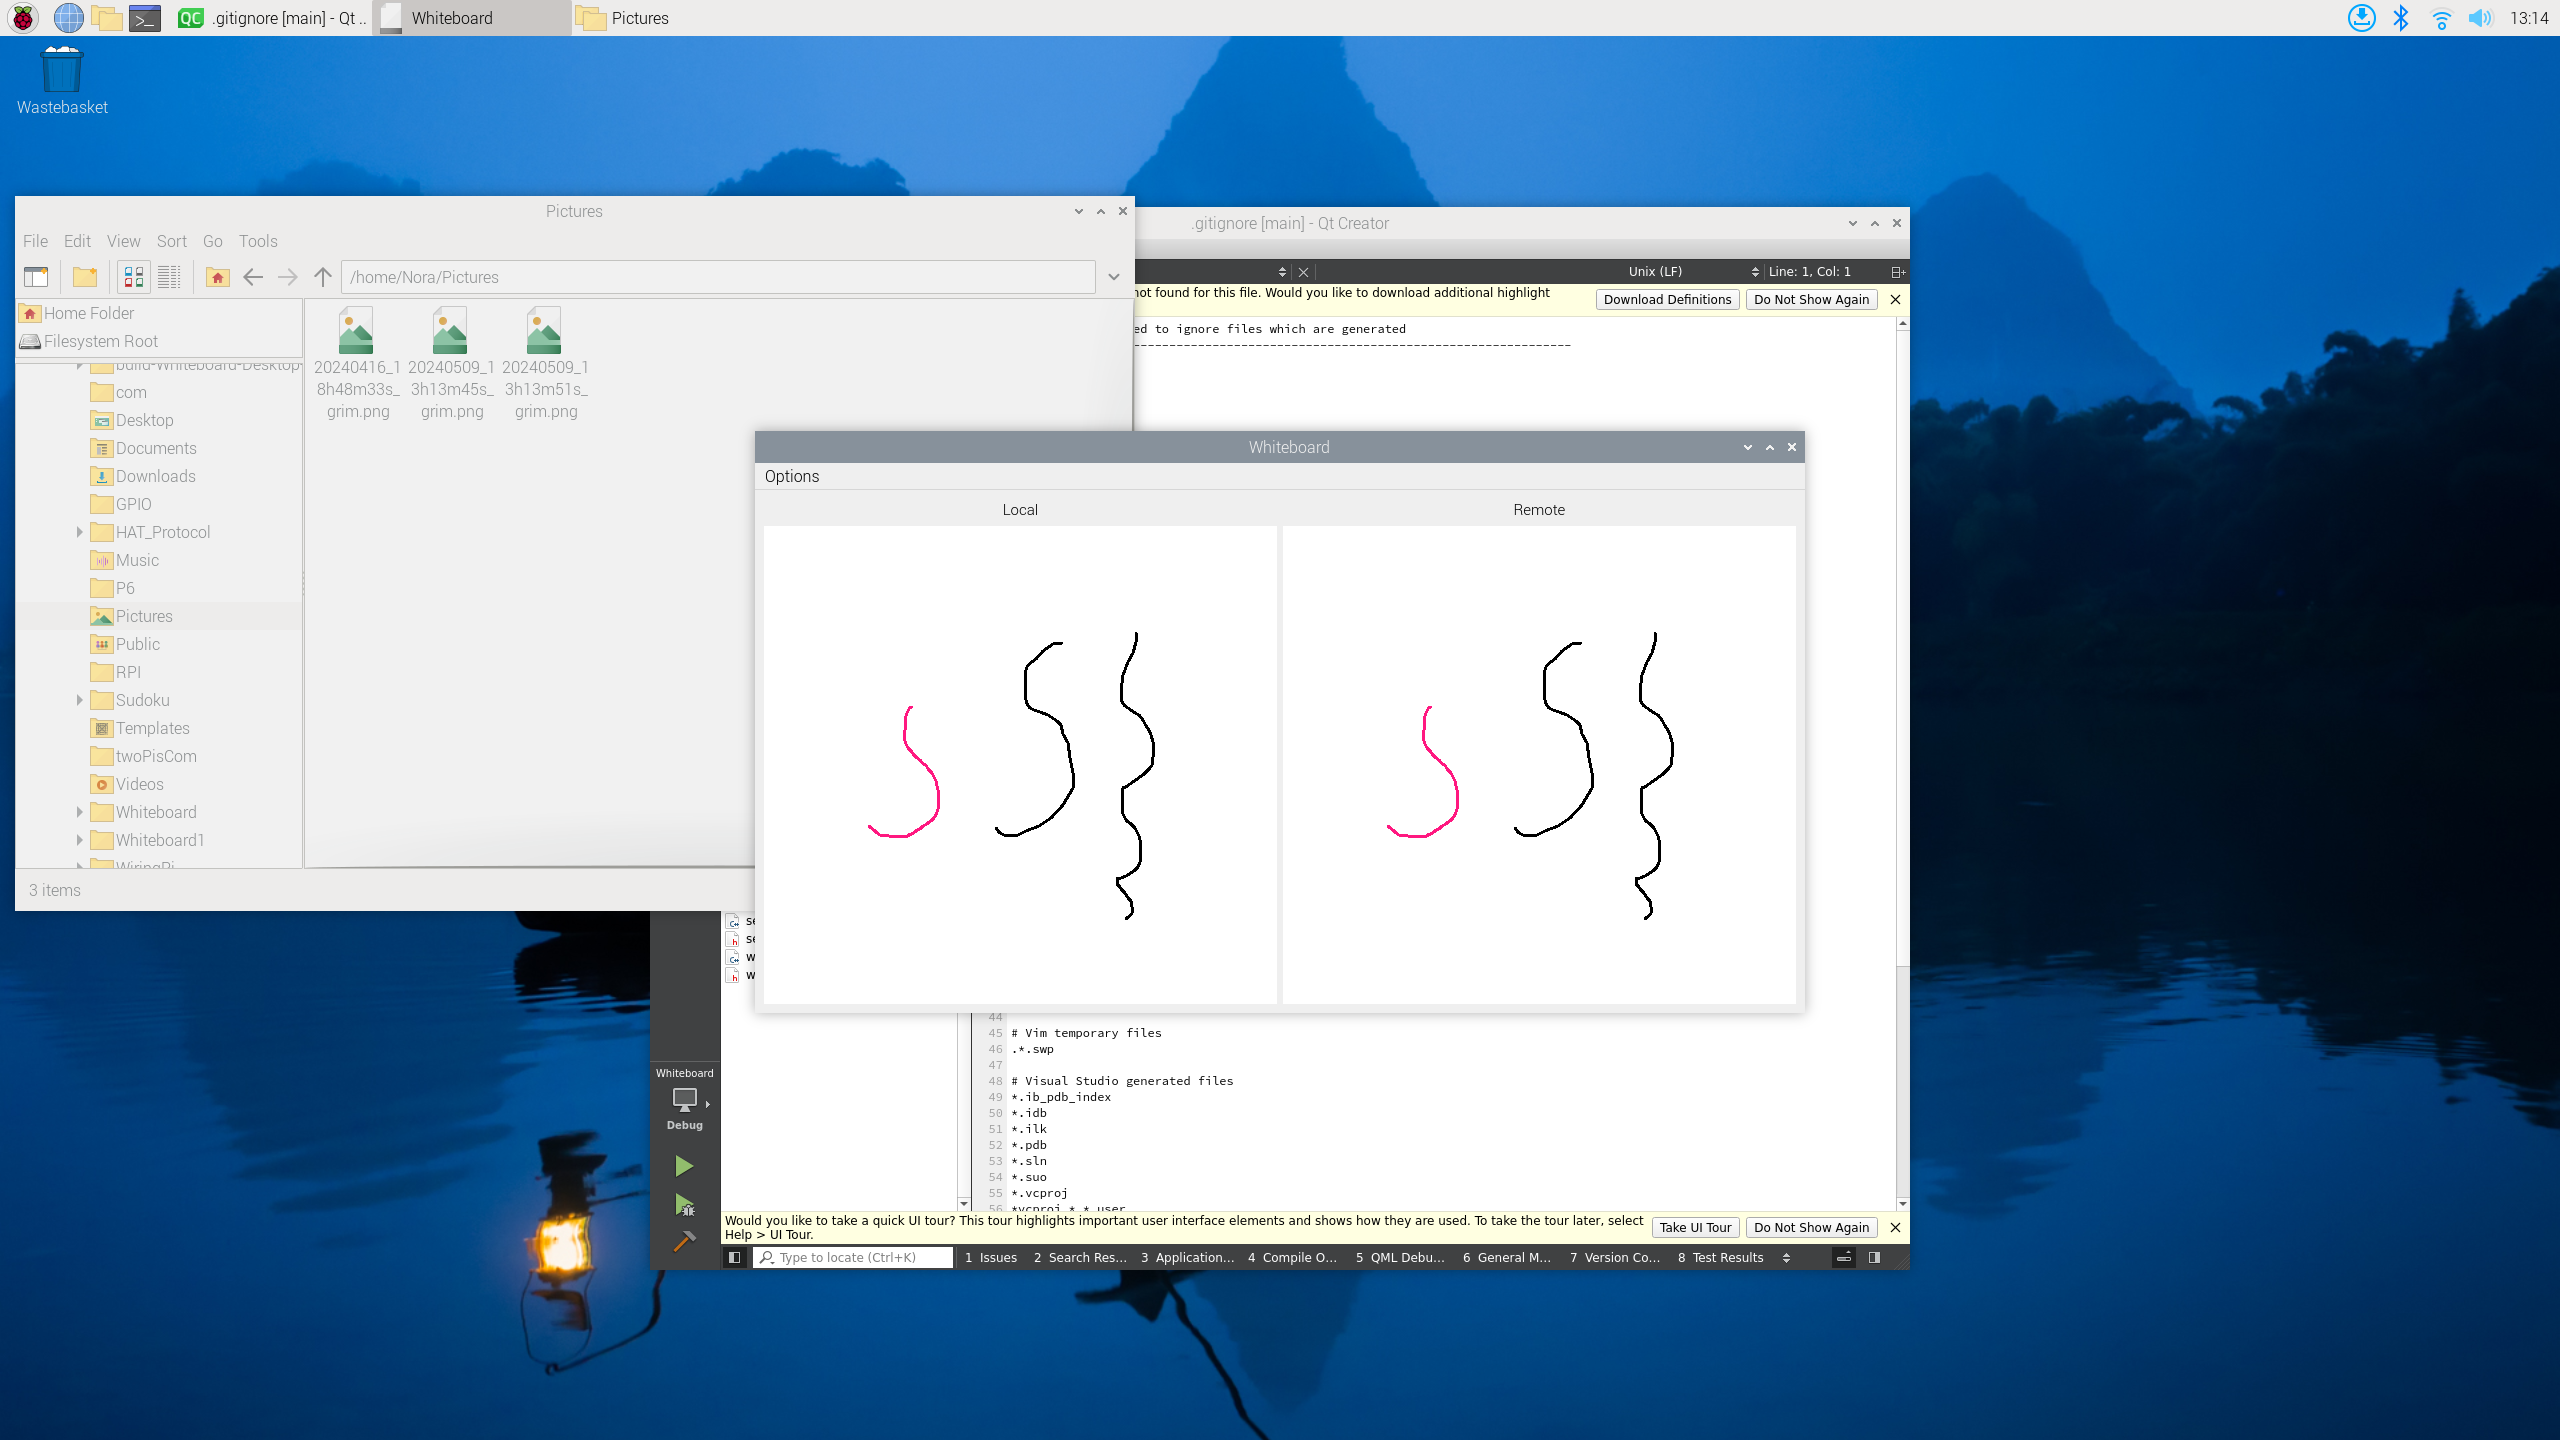 .gitignore [main] - Qt ..
Whiteboard
Pictures
13:14
Wastebasket
Pictures
File Edit View Sort Go Tools
/home/Nora/Pictures
Home Folder
Filesystem Root
build-Whiteboard-Desktop-
com
Desktop
Documents
Downloads
GPIO
HAT_Protocol
Music
P6
Pictures
Public
RPI
Sudoku
Templates
twoPisCom
Videos
Whiteboard
Whiteboard1
WiringPi
20240416_1
8h48m33s_
grim.png
20240509_1
3h13m45s_
grim.png
20240509_1
3h13m51s_
grim.png
3 items
.gitignore [main] - Qt Creator
Unix (LF)
Line: 1, Col: 1
not found for this file. Would you like to download additional highlight
Download Definitions
Do Not Show Again
ed to ignore files which are generated
Whiteboard
Options
Local
Remote
44
45 # Vim temporary files
46 .*.swp
47
48 # Visual Studio generated files
49 *.ib_pdb_index
50 *.idb
51 *.ilk
52 *.pdb
53 *.sln
54 *.suo
55 *.vcproj
56 *vcproj.*.*.user
Whiteboard
Debug
Would you like to take a quick UI tour? This tour highlights important user interface elements and shows how they are used. To take the tour later, select
Help > UI Tour.
Take UI Tour
Do Not Show Again
Type to locate (Ctrl+K)
1 Issues
2 Search Res...
3 Application...
4 Compile O...
5 QML Debu...
6 General M...
7 Version Co...
8 Test Results